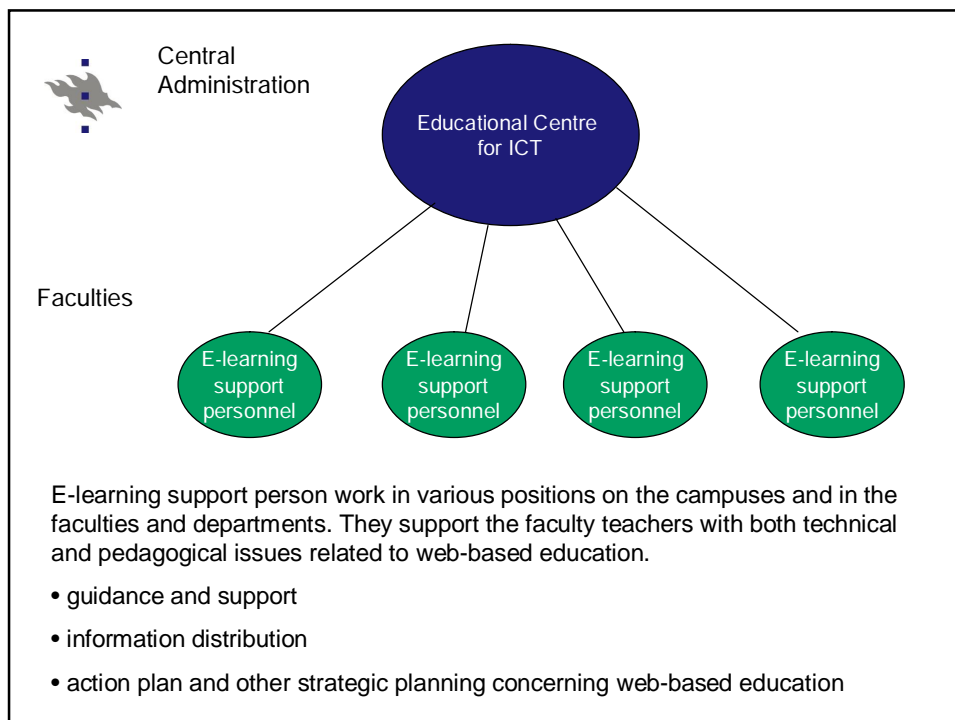 Central
Administration
Educational Centre
for ICT
Faculties
E-learning
support
personnel
E-learning
support
personnel
E-learning
support
personnel
E-learning
support
personnel
E-learning support person work in various positions on the campuses and in the
faculties and departments. They support the faculty teachers with both technical
and pedagogical issues related to web-based education.
• guidance and support
• information distribution
• action plan and other strategic planning concerning web-based education